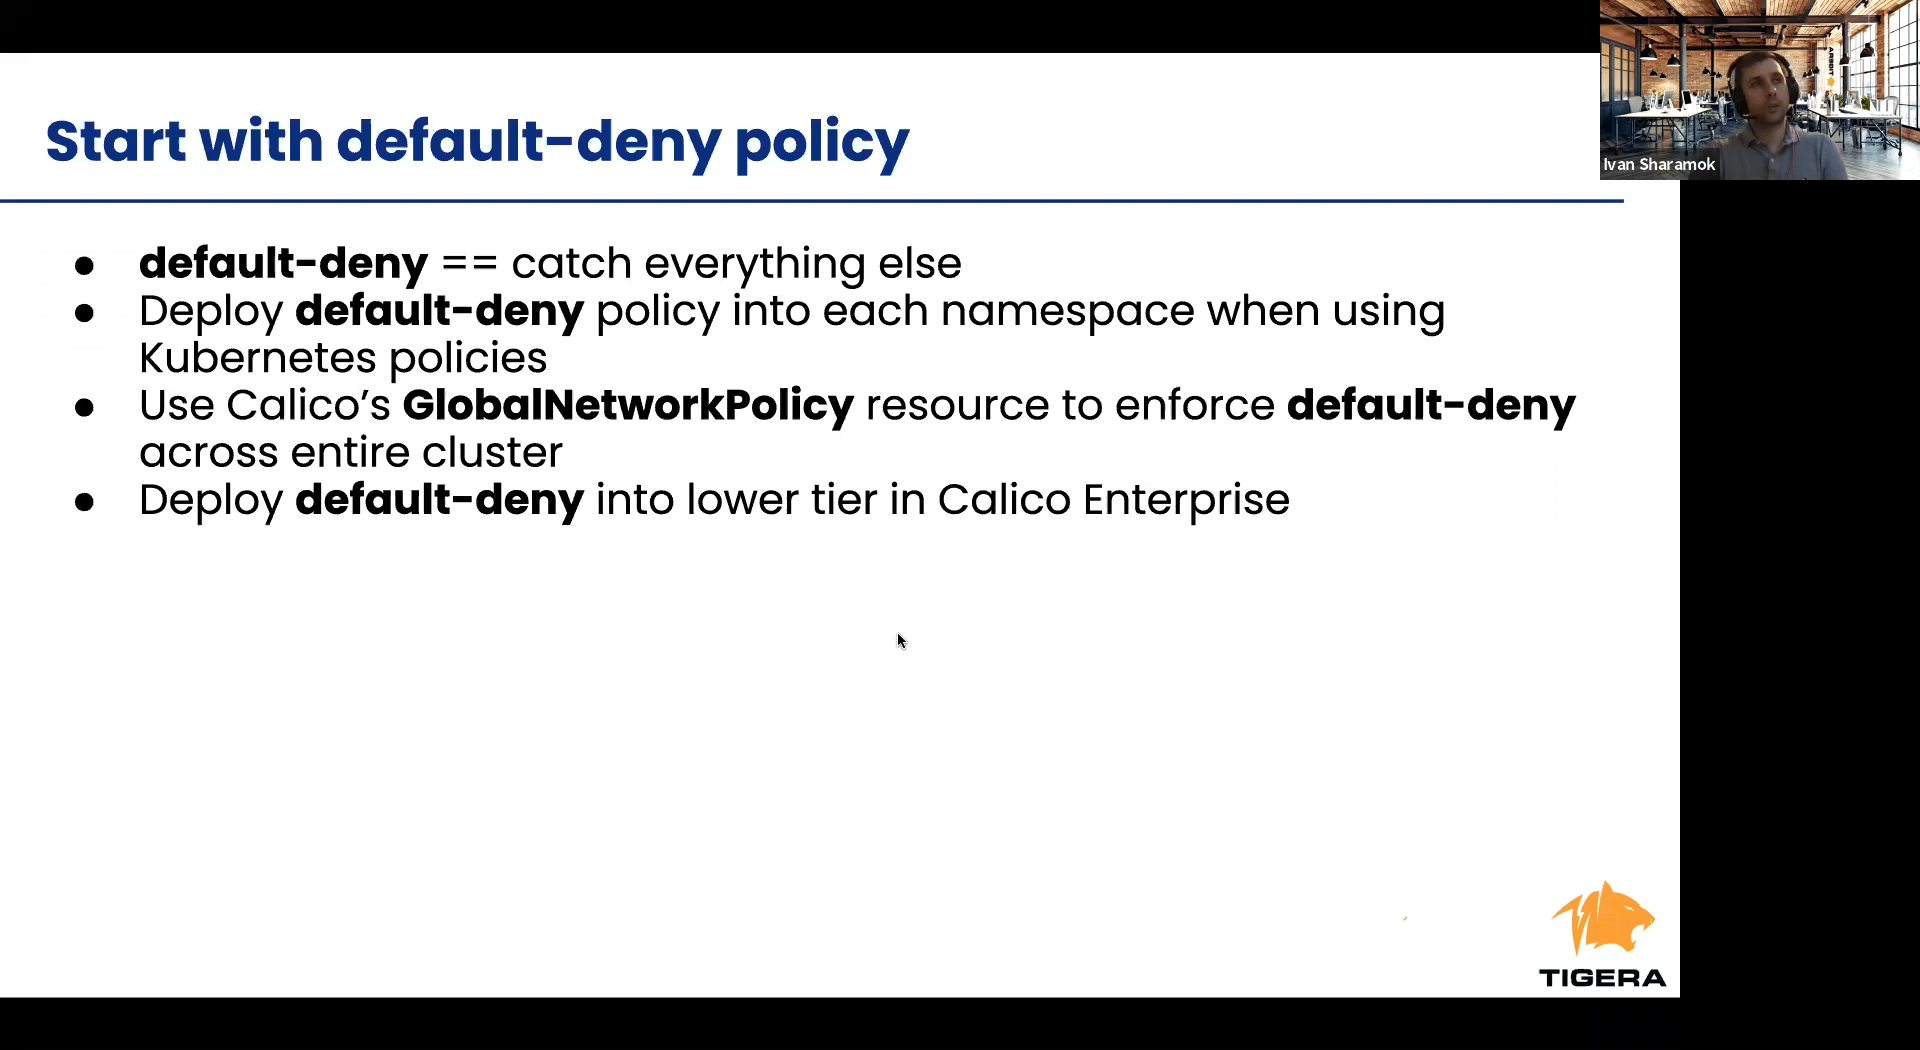 Start with default-deny policy
● default-deny == catch everything else
● Deploy default-deny policy into each namespace when using
Kubernetes policies
● Use Calico’s GlobalNetworkPolicy resource to enforce default-deny
across entire cluster
● Deploy default-deny into lower tier in Calico Enterprise
Ivan Sharamok
TIGERA